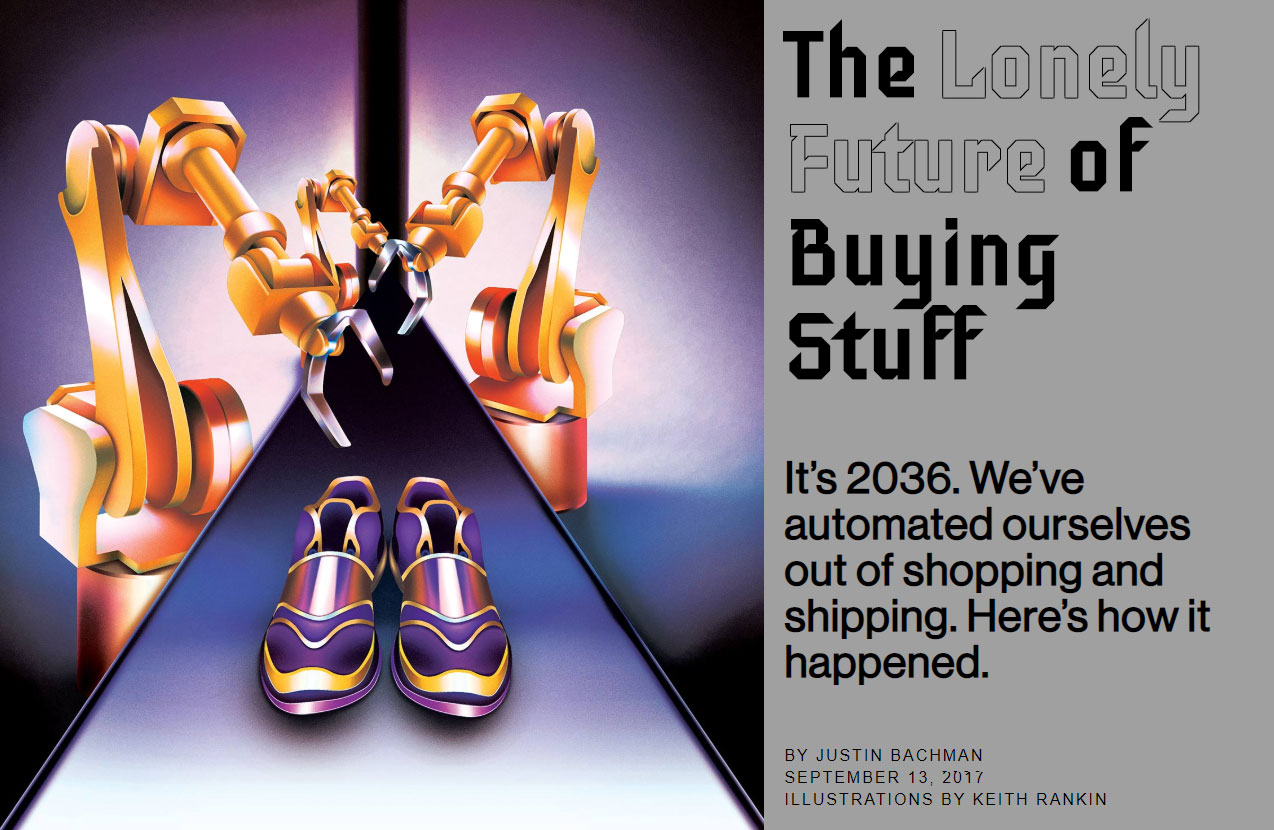 The Lonely
Future of
Buying
Stuff
It’s 2036. We’ve
automated ourselves
out of shopping and
shipping. Here’s how it
happened.
BY JUSTIN BACHMAN
SEPTEMBER 13, 2017
ILLUSTRATIONS BY KEITH RANKIN